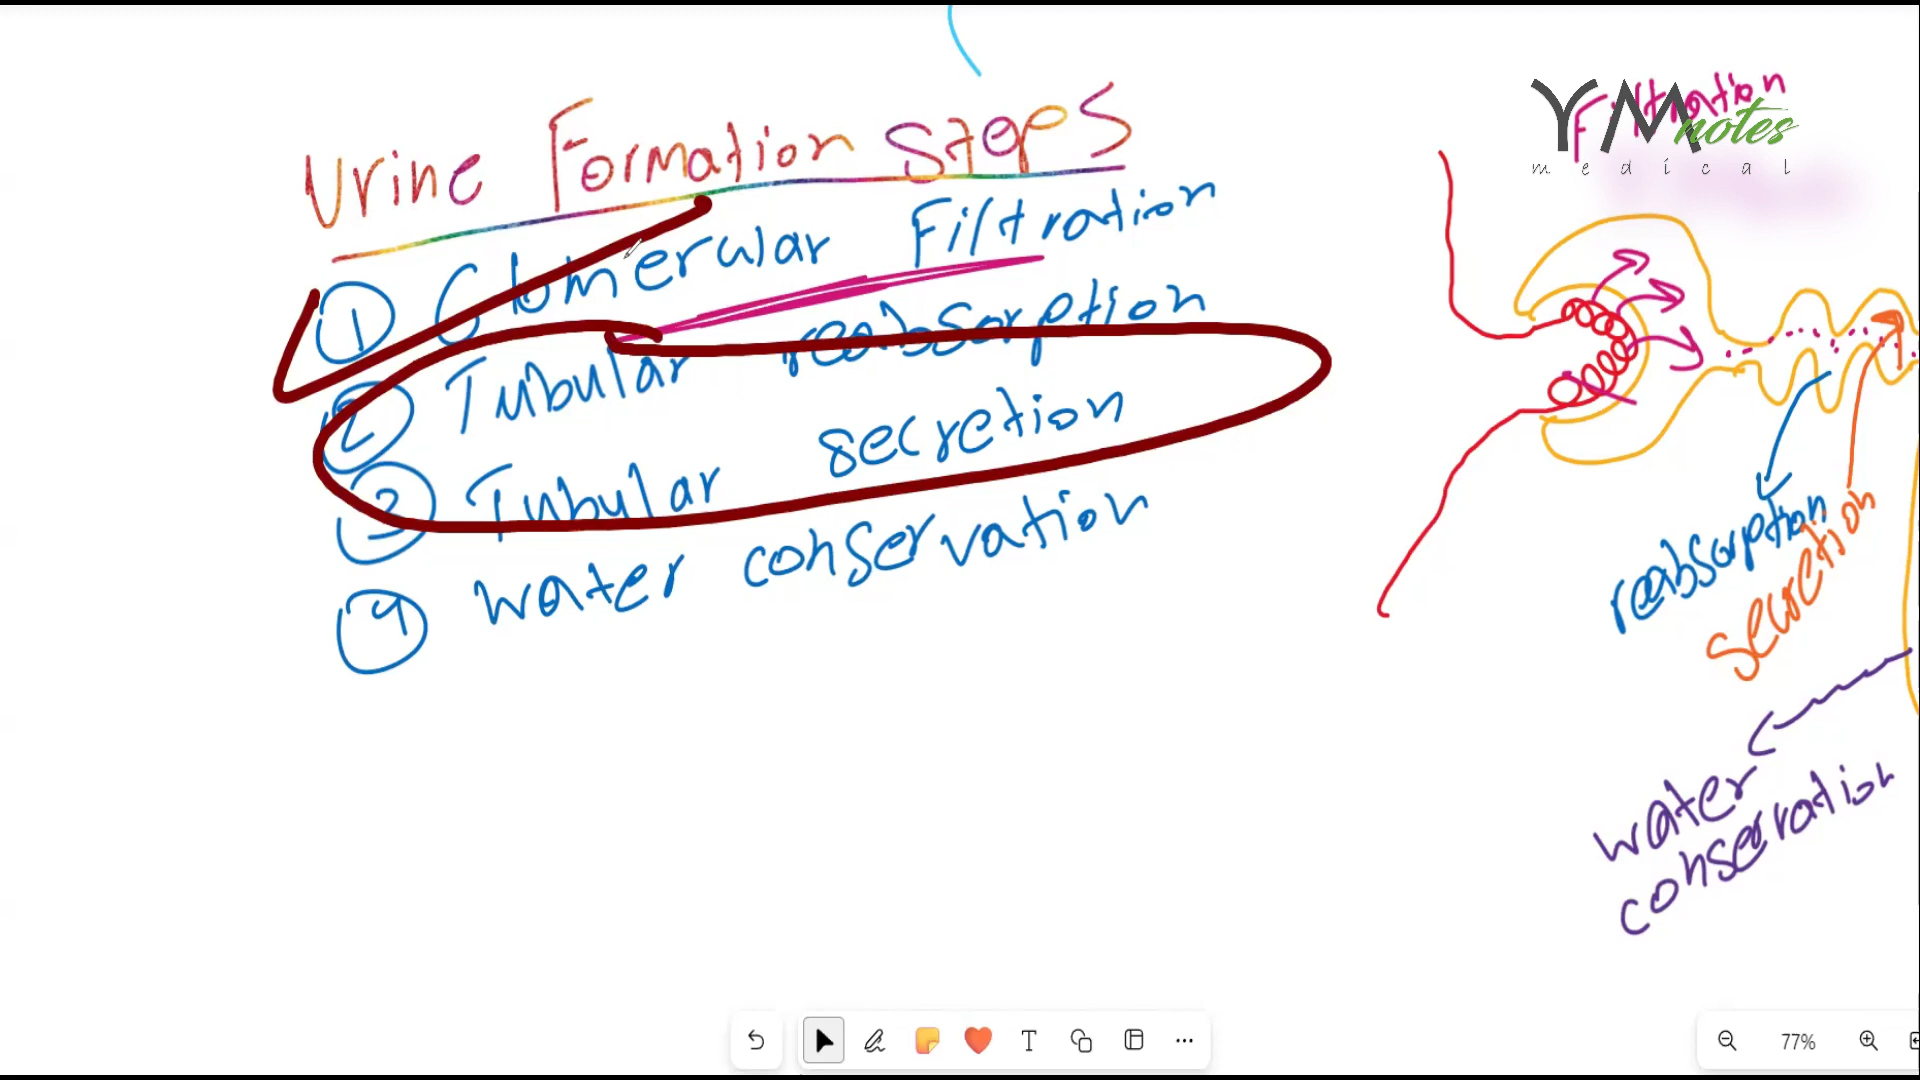 Urine Formation Steps
① Glomerular Filtration
② Tubular reabsorption
③ Tubular secretion
④ water conservation
Filtration
YM notes
medical
reabsorption
secretion
water
conservation
T
77%